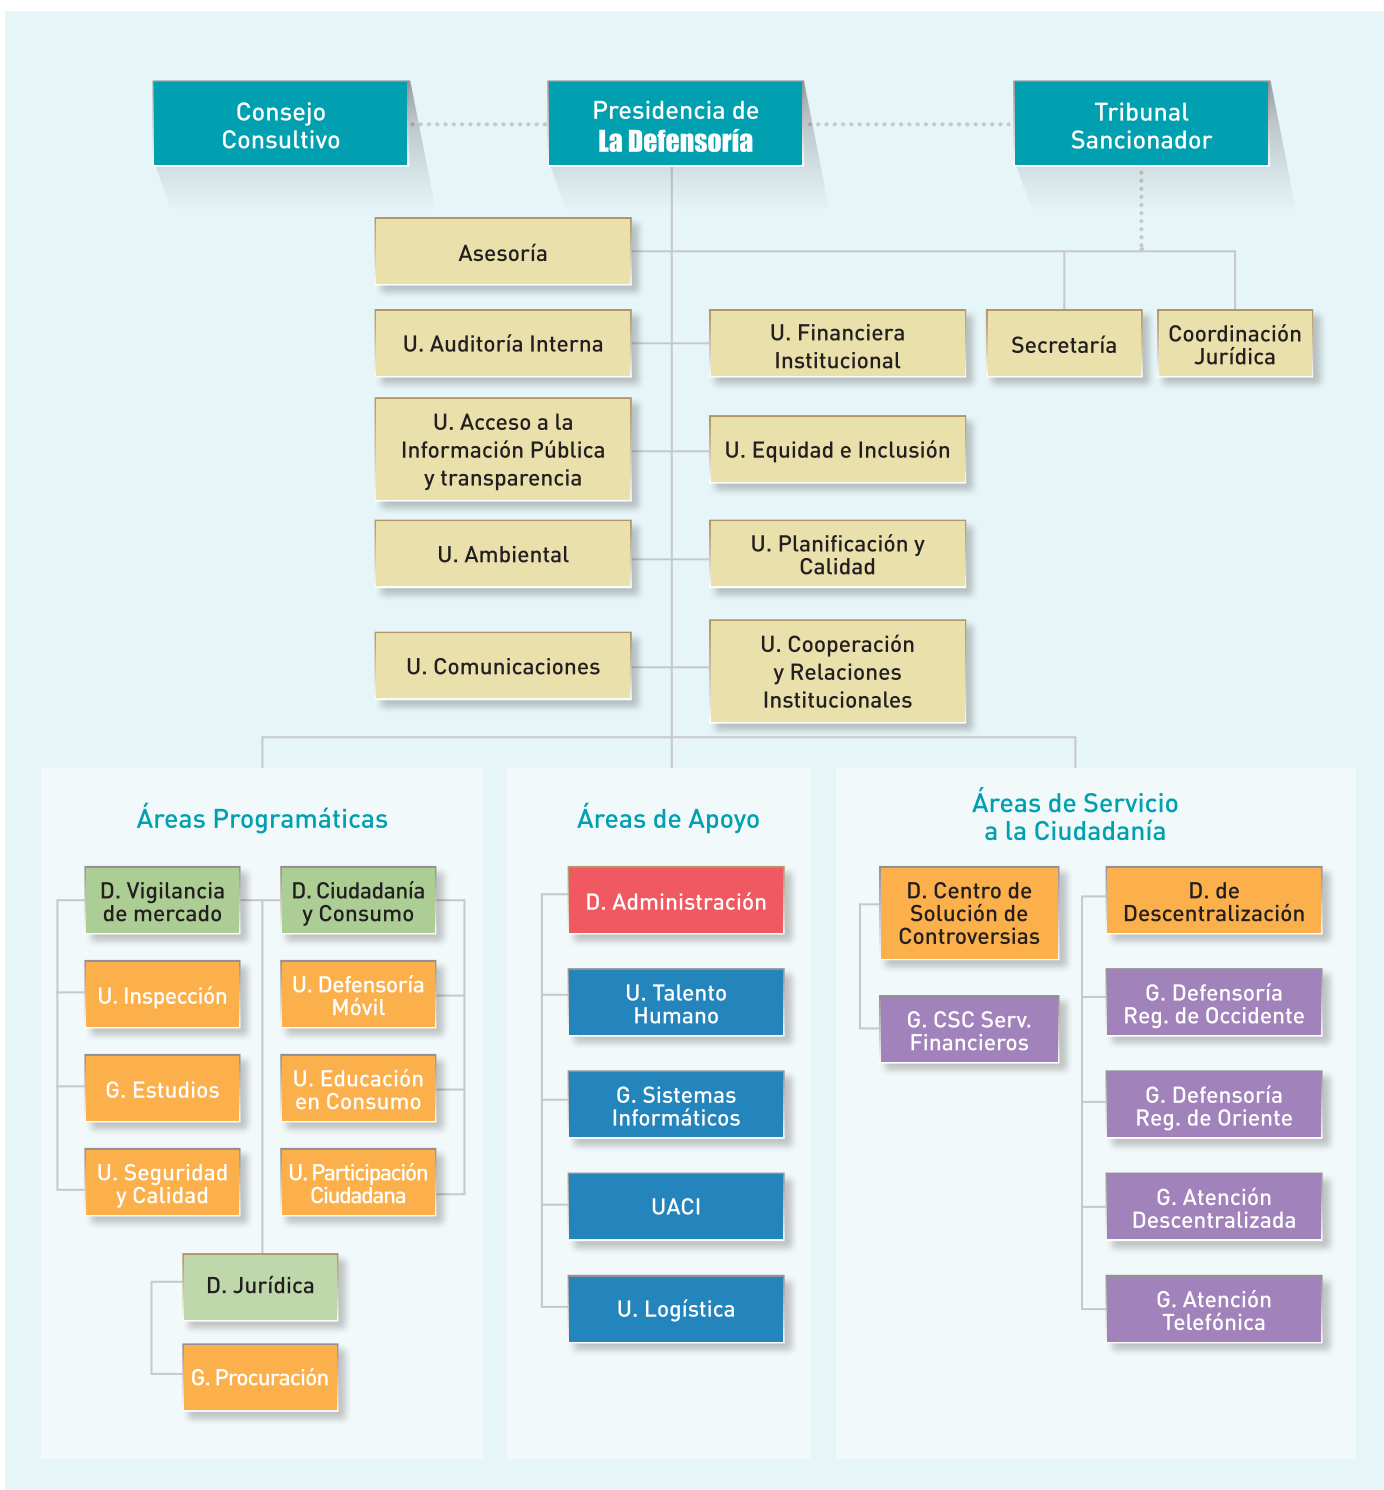 Consejo
Consultivo
Presidencia de
La Defensoría
Tribunal
Sancionador
Asesoría
U. Auditoría Interna
U. Financiera
Institucional
Secretaría
Coordinación
Jurídica
U. Acceso a la
Información Pública
y transparencia
U. Equidad e Inclusión
U. Ambiental
U. Planificación y
Calidad
U. Comunicaciones
U. Cooperación
y Relaciones
Institucionales
Áreas Programáticas
D. Vigilancia
de mercado
D. Ciudadanía
y Consumo
U. Inspección
U. Defensoría
Móvil
G. Estudios
U. Educación
en Consumo
U. Seguridad
y Calidad
U. Participación
Ciudadana
D. Jurídica
G. Procuración
Áreas de Apoyo
D. Administración
U. Talento
Humano
G. Sistemas
Informáticos
UACI
U. Logística
Áreas de Servicio
a la Ciudadanía
D. Centro de
Solución de
Controversias
G. CSC Serv.
Financieros
D. de
Descentralización
G. Defensoría
Reg. de Occidente
G. Defensoría
Reg. de Oriente
G. Atención
Descentralizada
G. Atención
Telefónica